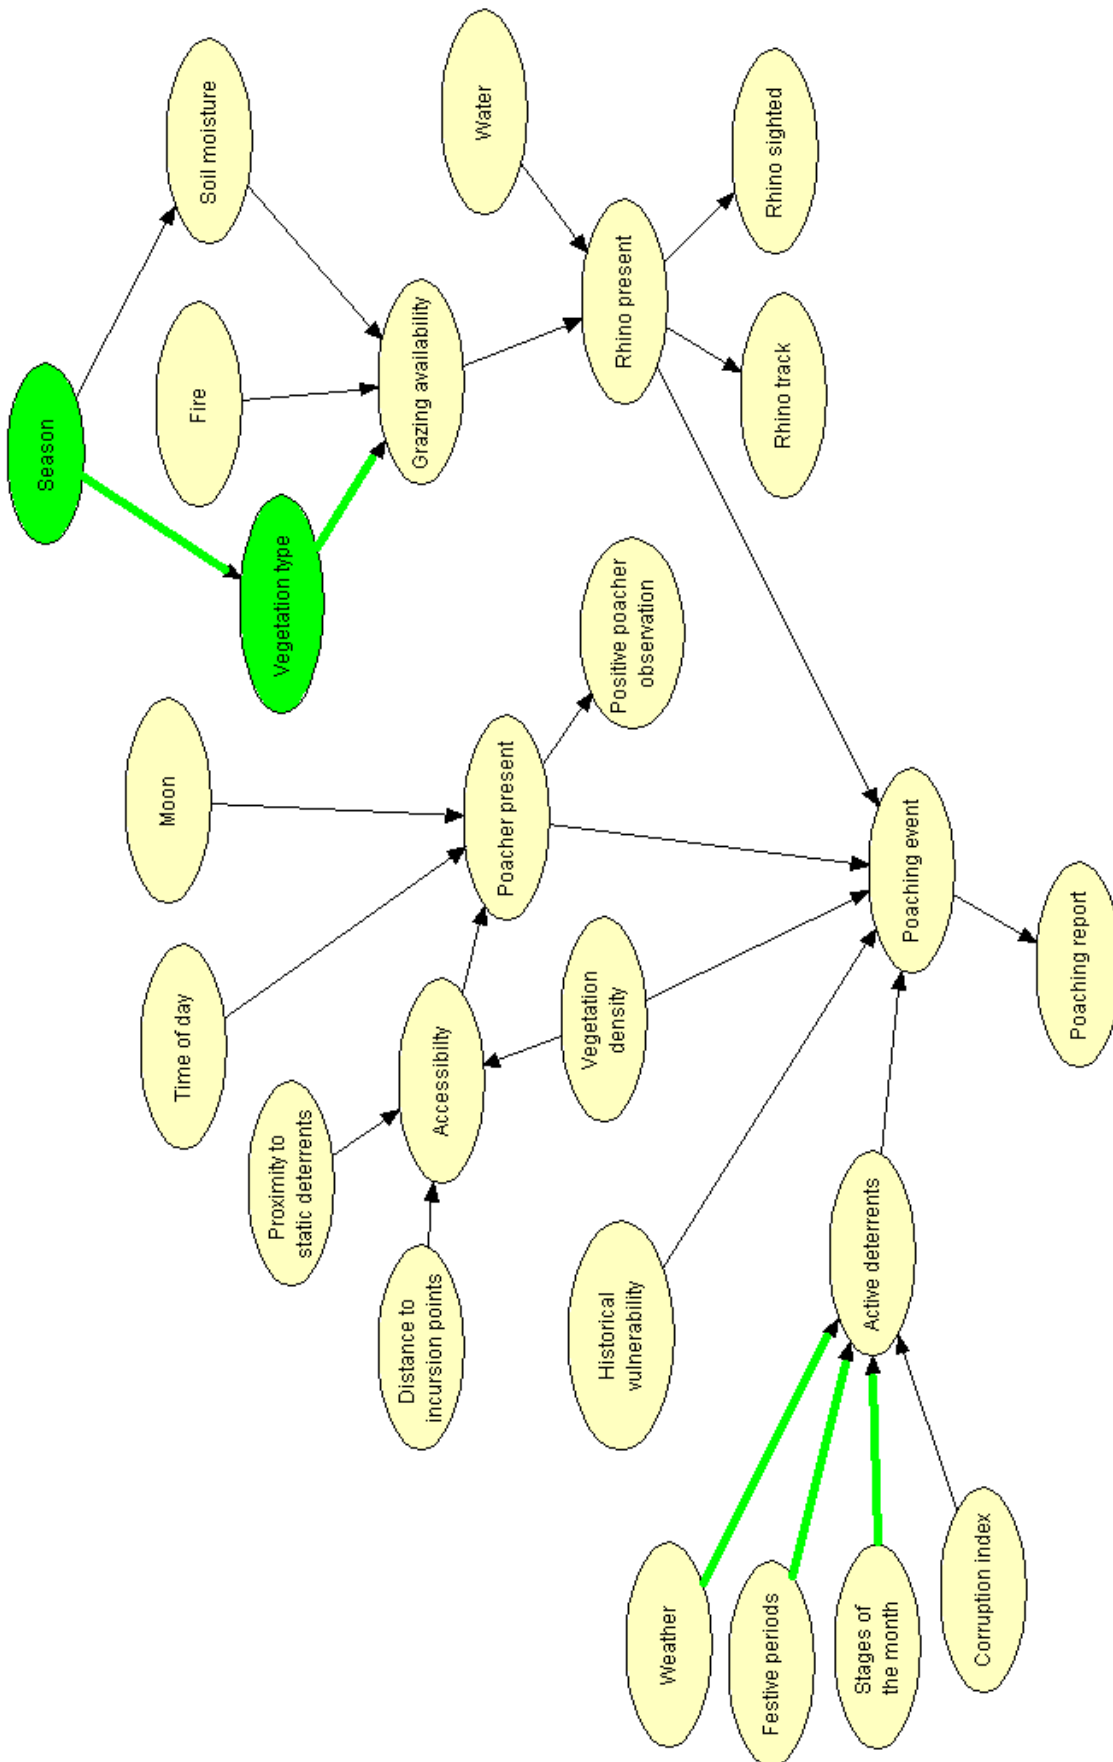 Season
Soil moisture
Fire
Vegetation type
Grazing availability
Water
Rhino present
Rhino sighted
Rhino track
Moon
Time of day
Poacher present
Positive poacher
observation
Proximity to
static deterrents
Accessibilty
Distance to
incursion points
Vegetation
density
Historical
vulnerability
Poaching event
Poaching report
Active deterrents
Weather
Festive periods
Stages of
the month
Corruption index